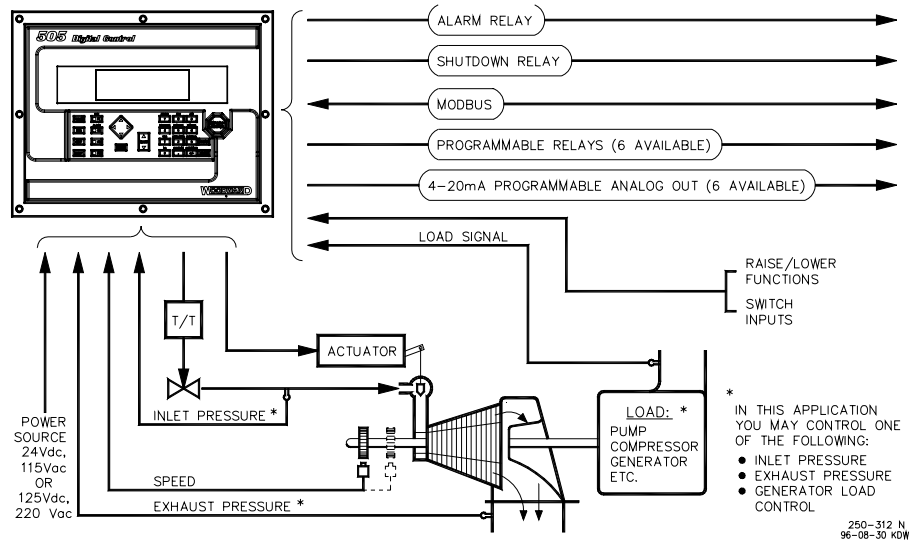 505 Digital Control
WOODWARD
ALARM RELAY
SHUTDOWN RELAY
MODBUS
PROGRAMMABLE RELAYS (6 AVAILABLE)
4-20mA PROGRAMMABLE ANALOG OUT (6 AVAILABLE)
LOAD SIGNAL
RAISE/LOWER
FUNCTIONS
SWITCH
INPUTS
T/T
ACTUATOR
INLET PRESSURE *
POWER
SOURCE
24Vdc,
115Vac
OR
125Vdc,
220 Vac
SPEED
EXHAUST PRESSURE *
LOAD: *
PUMP
COMPRESSOR
GENERATOR
ETC.
*
IN THIS APPLICATION
YOU MAY CONTROL ONE
OF THE FOLLOWING:
● INLET PRESSURE
● EXHAUST PRESSURE
● GENERATOR LOAD
CONTROL
250-312 N
96-08-30 KDW